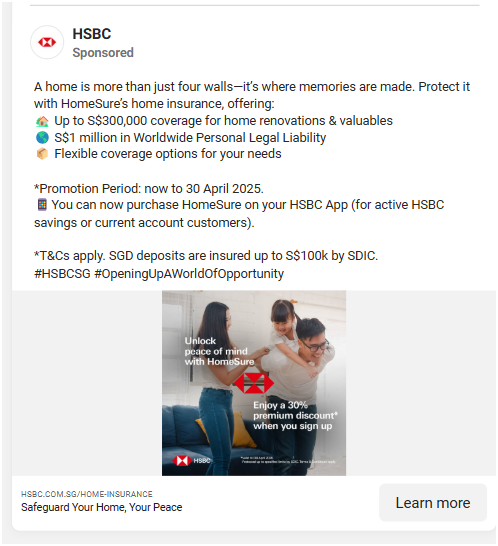 HSBC
Sponsored
A home is more than just four walls—it's where memories are made. Protect it
with HomeSure's home insurance, offering:
🏡 Up to S$300,000 coverage for home renovations & valuables
🌎 S$1 million in Worldwide Personal Legal Liability
📦 Flexible coverage options for your needs
*Promotion Period: now to 30 April 2025.
📱 You can now purchase HomeSure on your HSBC App (for active HSBC
savings or current account customers).
*T&Cs apply. SGD deposits are insured up to S$100k by SDIC.
#HSBCSG #OpeningUpAWorldOfOpportunity
Unlock
peace of mind
with HomeSure
Enjoy a 30%
premium discount*
when you sign up
HSBC
HSBC.COM.SG/HOME-INSURANCE
Safeguard Your Home, Your Peace
Learn more